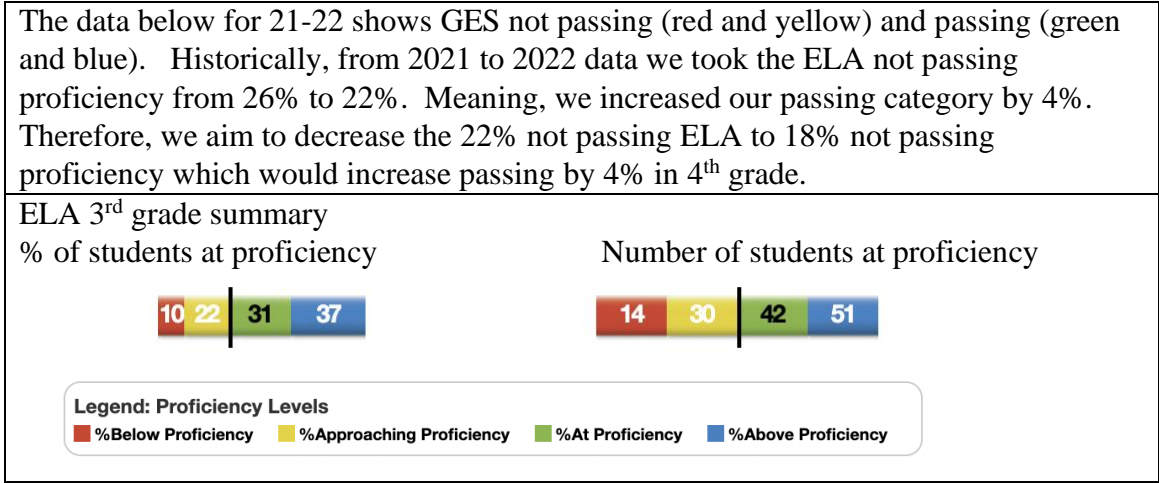 The data below for 21-22 shows GES not passing (red and yellow) and passing (green
and blue).   Historically, from 2021 to 2022 data we took the ELA not passing
proficiency from 26% to 22%.  Meaning, we increased our passing category by 4%.
Therefore, we aim to decrease the 22% not passing ELA to 18% not passing
proficiency which would increase passing by 4% in 4th grade.
ELA 3rd grade summary
% of students at proficiency Number of students at proficiency
10 22 31 37 14 30 42 51
Legend: Proficiency Levels
%Below Proficiency %Approaching Proficiency %At Proficiency %Above Proficiency